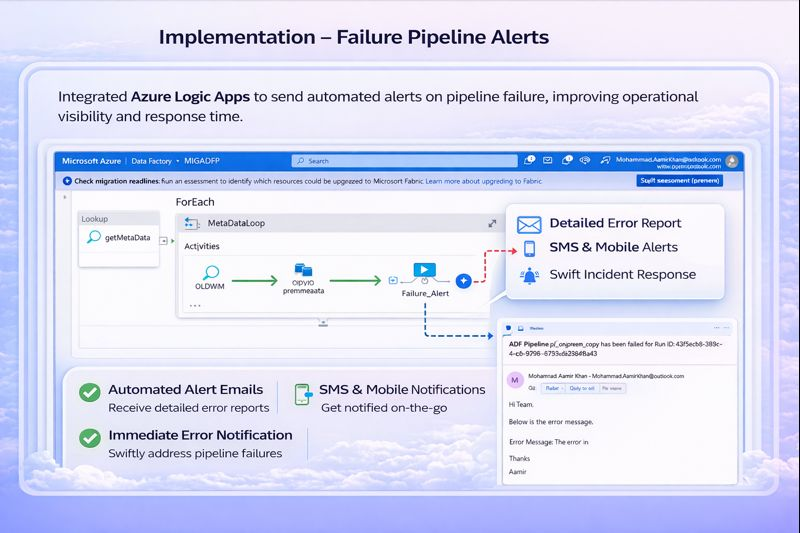 Implementation – Failure Pipeline Alerts
Integrated Azure Logic Apps to send automated alerts on pipeline failure, improving operational
visibility and response time.
Microsoft Azure | Data Factory • MIGADFP
Search
Mohammad.AamirKhan@outlook.com
Check migration readlines: fun an assessment to identify which resources could be upgezzed to Microsort Fabric. Learn more about upgreding to Fabric
ForEach
Lookup
getMetaData
MetaDataLoop
Activities
OLDWM
Failure_Alert
Detailed Error Report
SMS & Mobile Alerts
Swift Incident Response
ADF Pipeline has been failed for Run ID:
M
Mohamnad Aamir Khan - Mohammad.AamirKhan@outlook.com
Hi Team,
Below is the error message.
Error Message: The error in
Thanks
Aamir
Automated Alert Emails
Receive detailed error reports
SMS & Mobile Notifications
Get notified on-the-go
Immediate Error Notification
Swiftly address pipeline failures